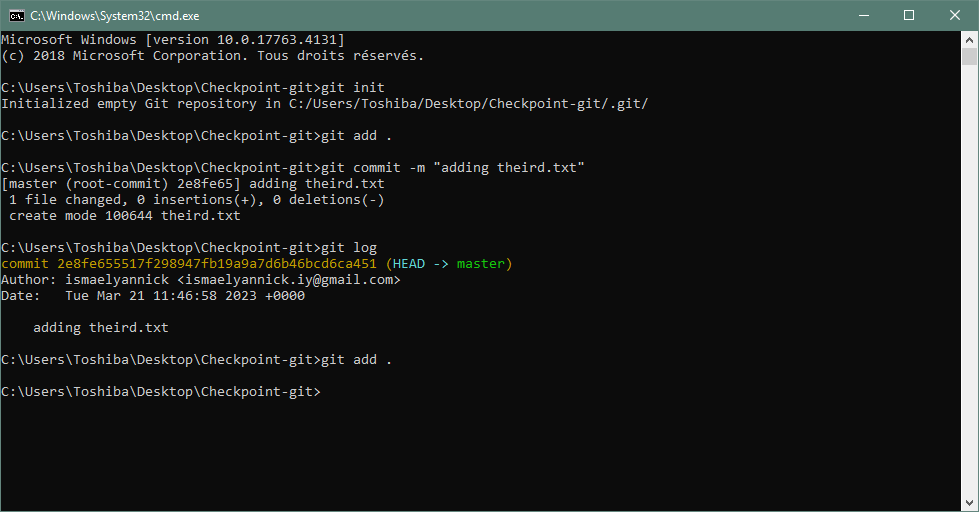 C:\Windows\System32\cmd.exe
Microsoft Windows [version 10.0.17763.4131]
(c) 2018 Microsoft Corporation. Tous droits réservés.
C:\Users\Toshiba\Desktop\Checkpoint-git>git init
Initialized empty Git repository in C:/Users/Toshiba/Desktop/Checkpoint-git/.git/
C:\Users\Toshiba\Desktop\Checkpoint-git>git add .
C:\Users\Toshiba\Desktop\Checkpoint-git>git commit -m "adding theird.txt"
[master (root-commit) 2e8fe65] adding theird.txt
 1 file changed, 0 insertions(+), 0 deletions(-)
 create mode 100644 theird.txt
C:\Users\Toshiba\Desktop\Checkpoint-git>git log
commit 2e8fe655517f298947fb19a9a7d6b46bcd6ca451 (HEAD -> master)
Author: ismaelyannick <ismaelyannick.iy@gmail.com>
Date:   Tue Mar 21 11:46:58 2023 +0000
    adding theird.txt
C:\Users\Toshiba\Desktop\Checkpoint-git>git add .
C:\Users\Toshiba\Desktop\Checkpoint-git>